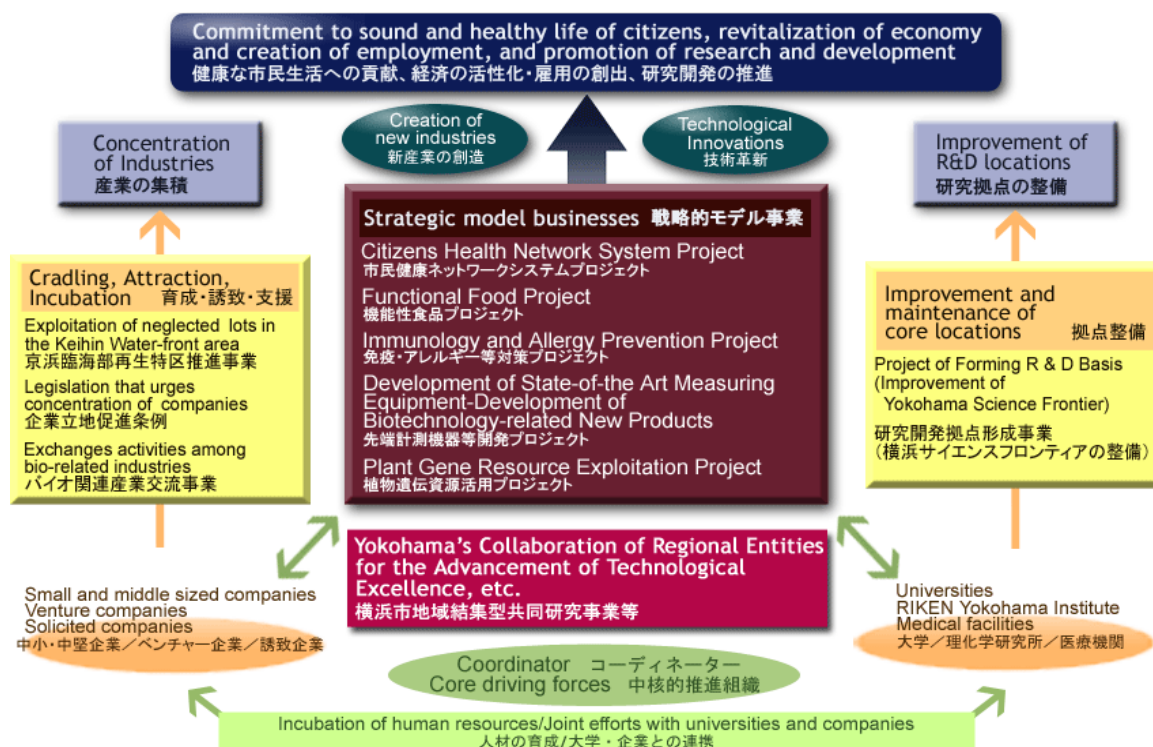 Commitment to sound and healthy life of citizens, revitalization of economy
and creation of employment, and promotion of research and development
健康な市民生活への貢献、経済の活性化・雇用の創出、研究開発の推進
Creation of
new industries
新産業の創造
Technological
Innovations
技術革新
Concentration
of Industries
産業の集積
Improvement of
R&D locations
研究拠点の整備
Strategic model businesses 戦略的モデル事業
Citizens Health Network System Project
市民健康ネットワークシステムプロジェクト
Functional Food Project
機能性食品プロジェクト
Immunology and Allergy Prevention Project
免疫・アレルギー等対策プロジェクト
Development of State-of-the Art Measuring
Equipment-Development of
Biotechnology-related New Products
先端計測機器等開発プロジェクト
Plant Gene Resource Exploitation Project
植物遺伝資源活用プロジェクト
Cradling, Attraction,
Incubation 育成・誘致・支援
Exploitation of neglected lots in
the Keihin Water-front area
京浜臨海部再生特区推進事業
Legislation that urges
concentration of companies
企業立地促進条例
Exchanges activities among
bio-related industries
バイオ関連産業交流事業
Improvement and
maintenance of
core locations 拠点整備
Project of Forming R & D Basis
(Improvement of
Yokohama Science Frontier)
研究開発拠点形成事業
(横浜サイエンスフロンティアの整備)
Yokohama's Collaboration of Regional Entities
for the Advancement of Technological
Excellence, etc.
横浜市地域結集型共同研究事業等
Small and middle sized companies
Venture companies
Solicited companies
中小・中堅企業／ベンチャー企業／誘致企業
Universities
RIKEN Yokohama Institute
Medical facilities
大学／理化学研究所／医療機関
Coordinator コーディネーター
Core driving forces 中核的推進組織
Incubation of human resources/Joint efforts with universities and companies
人材の育成/大学・企業との連携